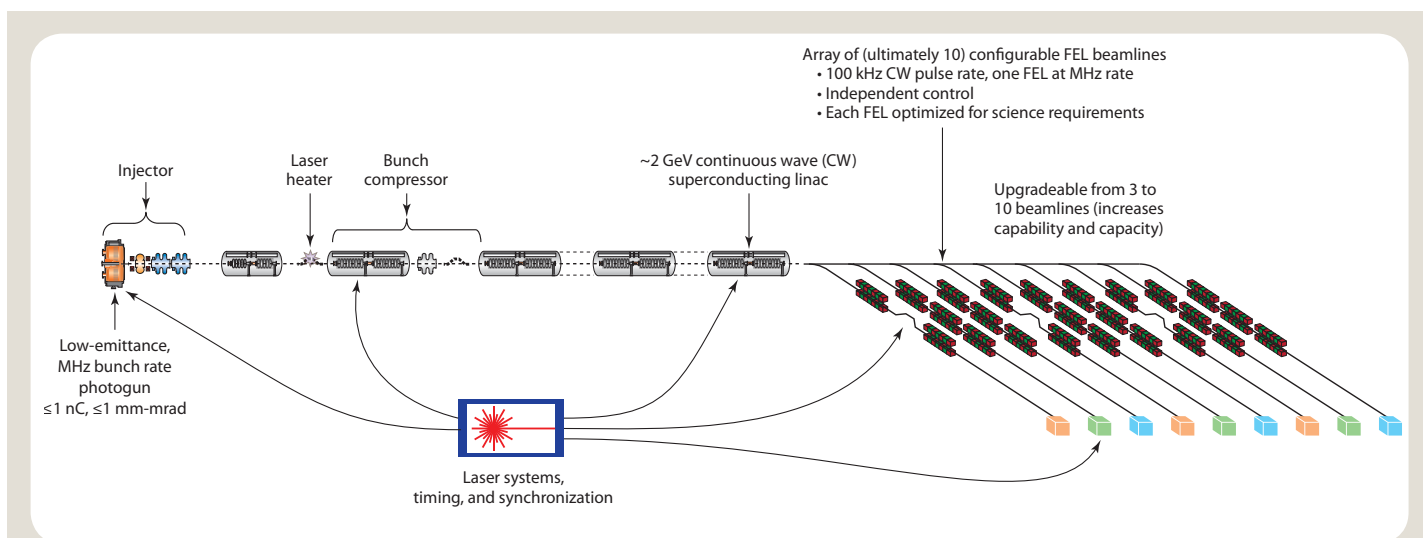 Array of (ultimately 10) configurable FEL beamlines
• 100 kHz CW pulse rate, one FEL at MHz rate
• Independent control
• Each FEL optimized for science requirements
Injector
Laser
heater
Bunch
compressor
~2 GeV continuous wave (CW)
superconducting linac
Upgradeable from 3 to
10 beamlines (increases
capability and capacity)
Low-emittance,
MHz bunch rate
photogun
≤1 nC, ≤1 mm-mrad
Laser systems,
timing, and synchronization